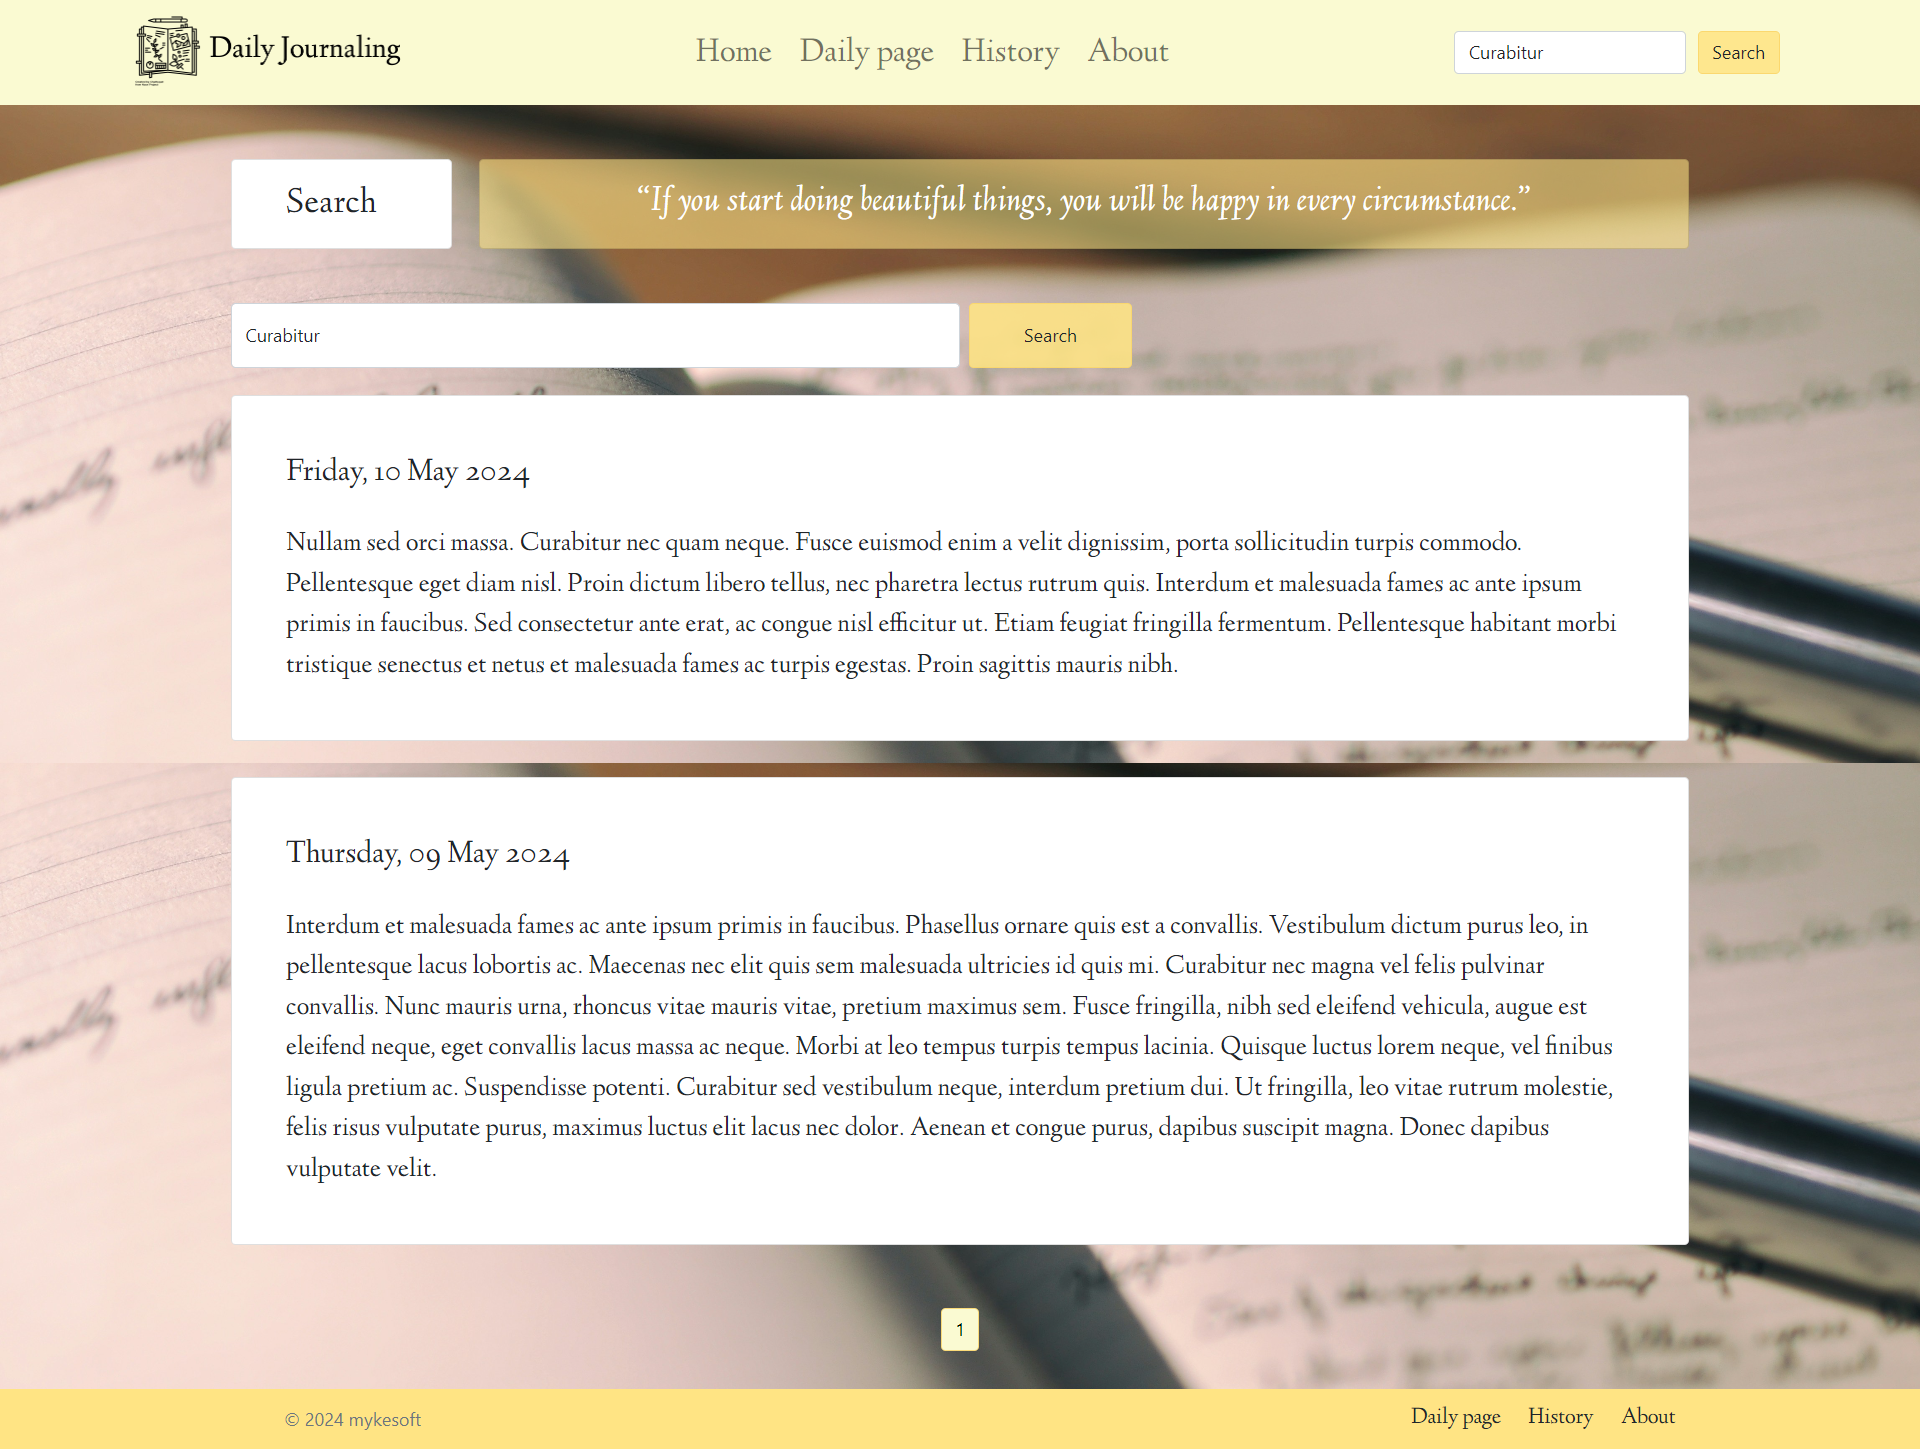 Daily Journaling
Home Daily page History About
Curabitur Search
Search
“If you start doing beautiful things, you will be happy in every circumstance.”
Curabitur Search
Friday, 10 May 2024
Nullam sed orci massa. Curabitur nec quam neque. Fusce euismod enim a velit dignissim, porta sollicitudin turpis commodo.
Pellentesque eget diam nisl. Proin dictum libero tellus, nec pharetra lectus rutrum quis. Interdum et malesuada fames ac ante ipsum
primis in faucibus. Sed consectetur ante erat, ac congue nisl efficitur ut. Etiam feugiat fringilla fermentum. Pellentesque habitant morbi
tristique senectus et netus et malesuada fames ac turpis egestas. Proin sagittis mauris nibh.
Thursday, 09 May 2024
Interdum et malesuada fames ac ante ipsum primis in faucibus. Phasellus ornare quis est a convallis. Vestibulum dictum purus leo, in
pellentesque lacus lobortis ac. Maecenas nec elit quis sem malesuada ultricies id quis mi. Curabitur nec magna vel felis pulvinar
convallis. Nunc mauris urna, rhoncus vitae mauris vitae, pretium maximus sem. Fusce fringilla, nibh sed eleifend vehicula, augue est
eleifend neque, eget convallis lacus massa ac neque. Morbi at leo tempus turpis tempus lacinia. Quisque luctus lorem neque, vel finibus
ligula pretium ac. Suspendisse potenti. Curabitur sed vestibulum neque, interdum pretium dui. Ut fringilla, leo vitae rutrum molestie,
felis risus vulputate purus, maximus luctus elit lacus nec dolor. Aenean et congue purus, dapibus suscipit magna. Donec dapibus
vulputate velit.
1
© 2024 mykesoft
Daily page History About